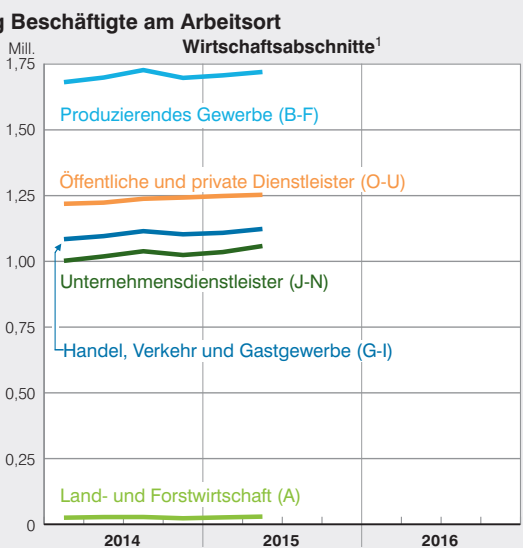 g Beschäftigte am Arbeitsort
Mill.
Wirtschaftsabschnitte¹
1,75
Produzierendes Gewerbe (B-F)
1,50
Öffentliche und private Dienstleister (O-U)
1,25
1,00
Unternehmensdienstleister (J-N)
0,75
Handel, Verkehr und Gastgewerbe (G-I)
0,50
0,25
Land- und Forstwirtschaft (A)
0
2014 2015 2016